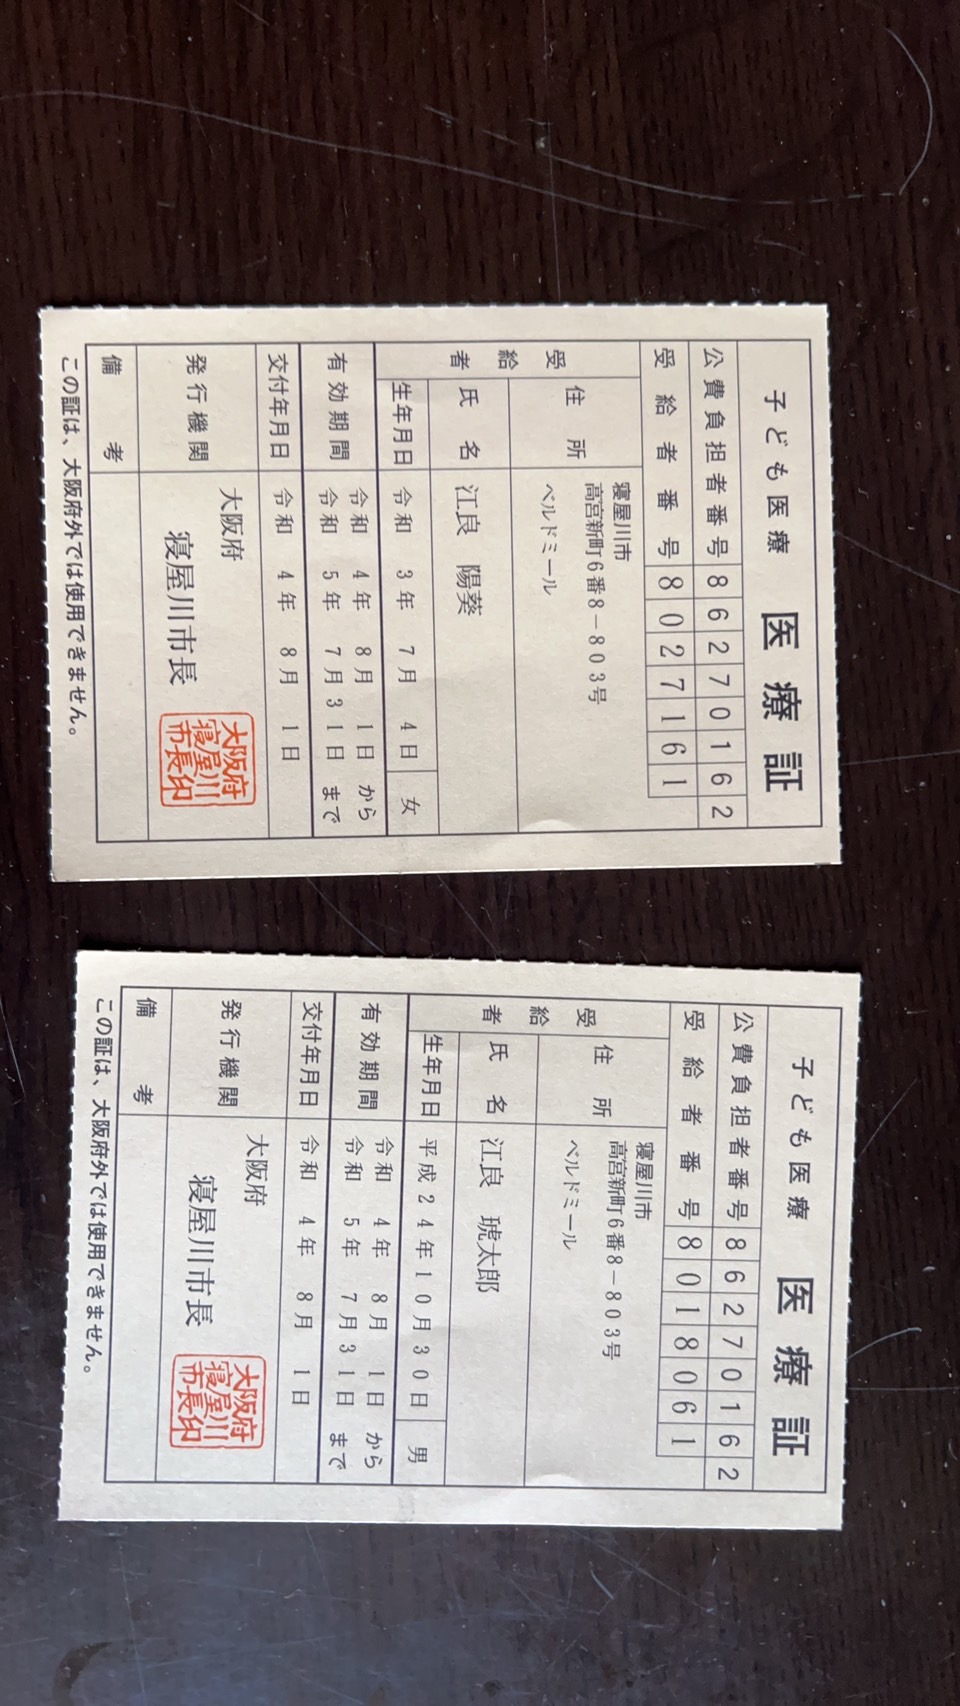 子ども医療 医療証
公費負担者番号 86270162
受給者番号 8027161
受給者
住所
寝屋川市
高宮新町6番8－803号
ベルドミール
氏名 江良 陽葵
生年月日 令和 3年 7月 4日 女
有効期間 令和 4年 8月 1日 から
令和 5年 7月31日 まで
交付年月日 令和 4年 8月 1日
発行機関 大阪府
寝屋川市長
大阪府
寝屋川
市長印
備考
この証は、大阪府外では使用できません。
子ども医療 医療証
公費負担者番号 86270162
受給者番号 8018061
受給者
住所
寝屋川市
高宮新町6番8－803号
ベルドミール
氏名 江良 琥太郎
生年月日 平成24年10月30日 男
有効期間 令和 4年 8月 1日 から
令和 5年 7月31日 まで
交付年月日 令和 4年 8月 1日
発行機関 大阪府
寝屋川市長
大阪府
寝屋川
市長印
備考
この証は、大阪府外では使用できません。